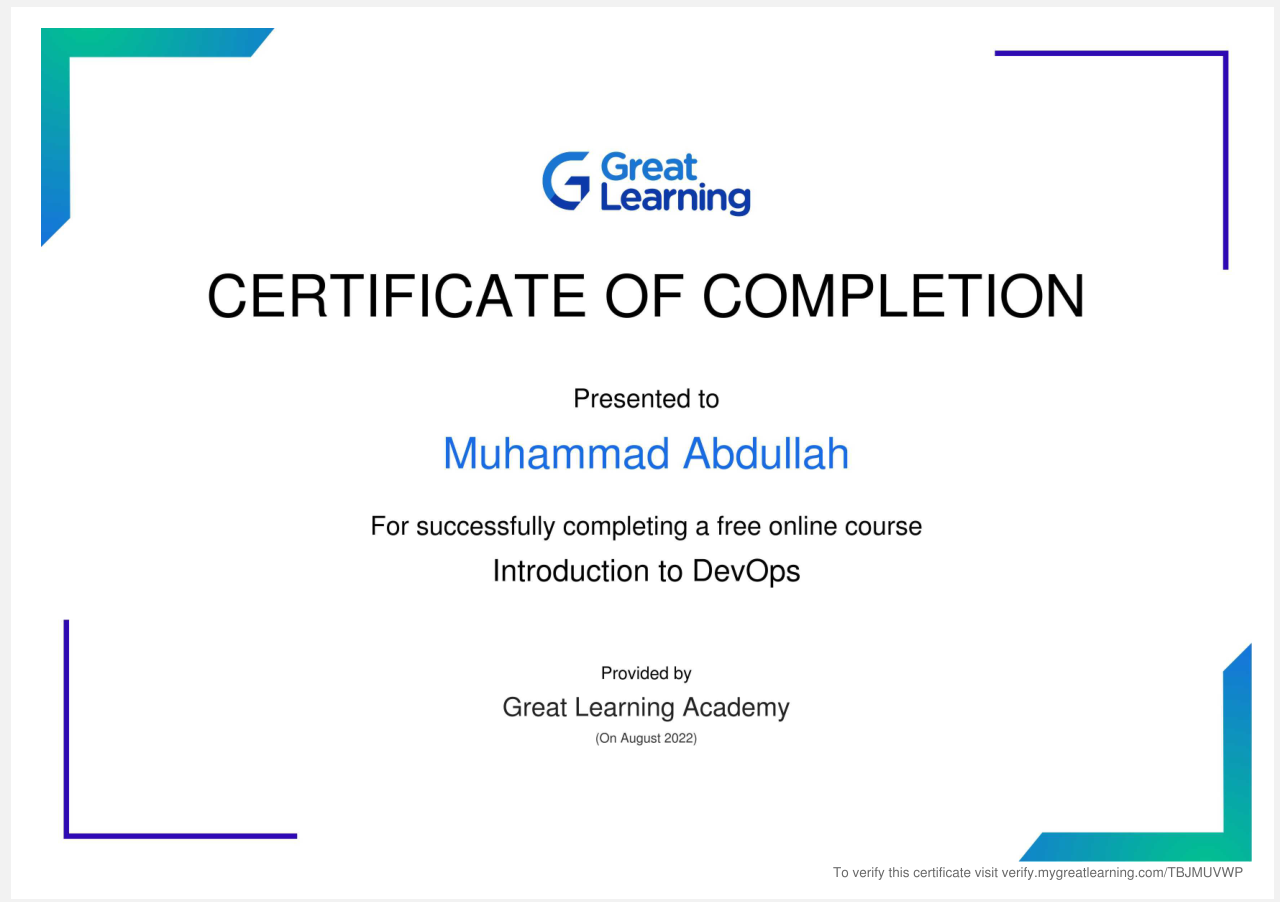 Great
Learning
CERTIFICATE OF COMPLETION
Presented to
Muhammad Abdullah
For successfully completing a free online course
Introduction to DevOps
Provided by
Great Learning Academy
(On August 2022)
To verify this certificate visit verify.mygreatlearning.com/TBJMUVWP